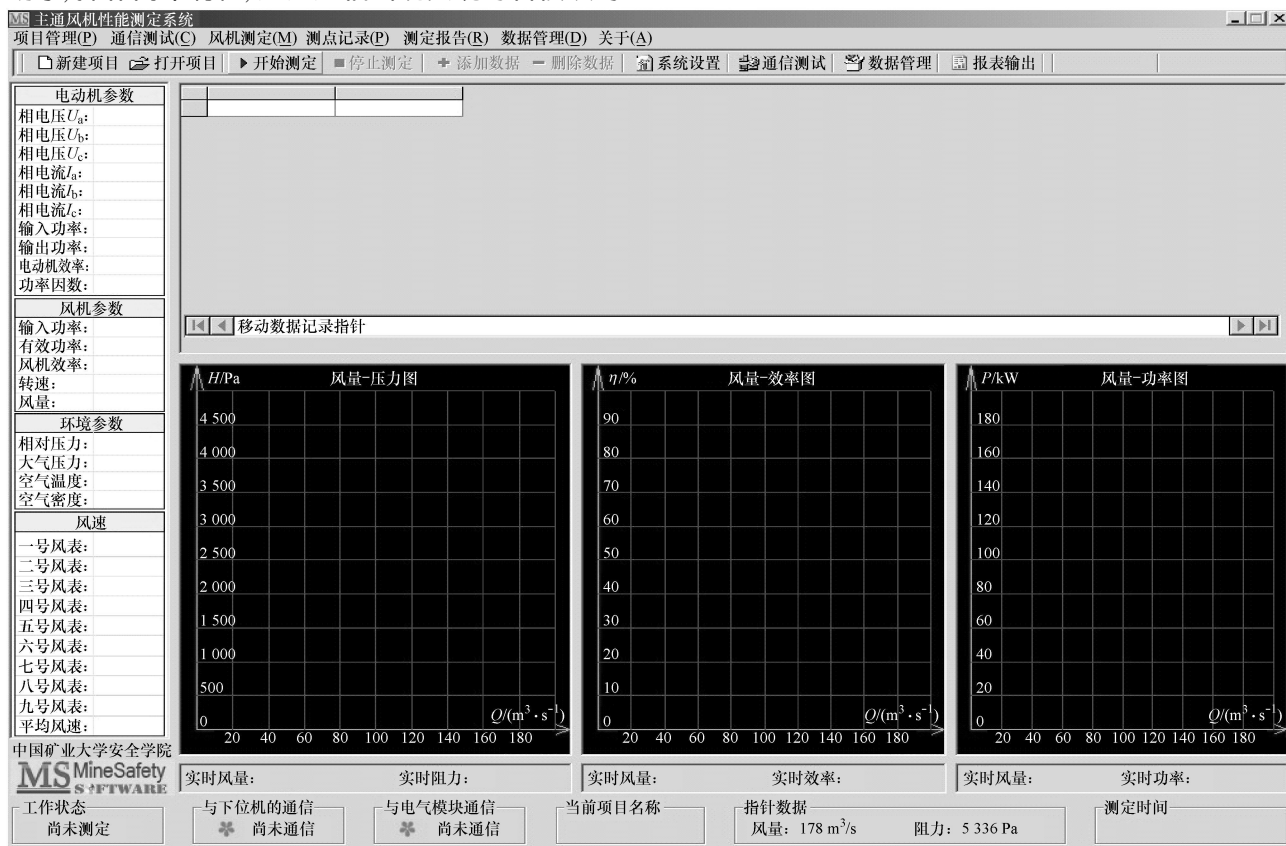 MS 主通风机性能测定系统
项目管理(P) 通信测试(C) 风机测定(M) 测点记录(P) 测定报告(R) 数据管理(D) 关于(A)
新建项目 打开项目 开始测定 停止测定 添加数据 删除数据 系统设置 通信测试 数据管理 报表输出
电动机参数
相电压Ua:
相电压Ub:
相电压Uc:
相电流Ia:
相电流Ib:
相电流Ic:
输入功率:
输出功率:
电动机效率:
功率因数:
风机参数
输入功率:
有效功率:
风机效率:
转速:
风量:
环境参数
相对压力:
大气压力:
空气温度:
空气密度:
风速
一号风表:
二号风表:
三号风表:
四号风表:
五号风表:
六号风表:
七号风表:
八号风表:
九号风表:
平均风速:
中国矿业大学安全学院
MS MineSafety
SOFTWARE
移动数据记录指针
H/Pa 风量-压力图
4 500
4 000
3 500
3 000
2 500
2 000
1 500
1 000
500
0
Q/(m³·s⁻¹)
20 40 60 80 100 120 140 160 180
η/% 风量-效率图
90
80
70
60
50
40
30
20
10
0
Q/(m³·s⁻¹)
20 40 60 80 100 120 140 160 180
P/kW 风量-功率图
180
160
140
120
100
80
60
40
20
0
Q/(m³·s⁻¹)
20 40 60 80 100 120 140 160 180
实时风量: 实时阻力:
实时风量: 实时效率:
实时风量: 实时功率:
工作状态
尚未测定
与下位机的通信
尚未通信
与电气模块通信
尚未通信
当前项目名称
指针数据
风量: 178 m³/s 阻力: 5 336 Pa
测定时间